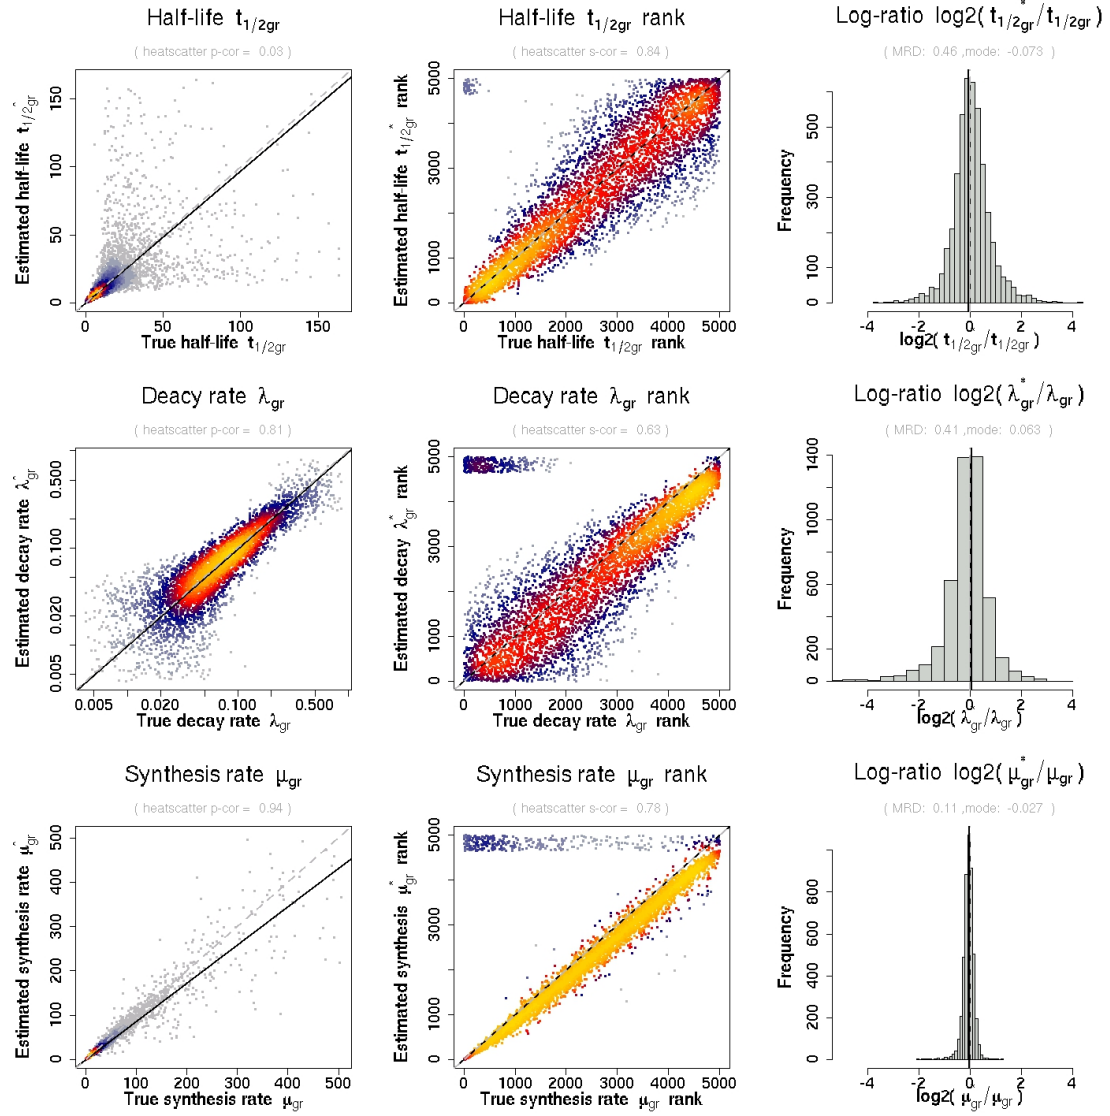 Half-life t1/2gr
( heatscatter p-cor = 0.03 )
Estimated half-life t*1/2gr
0 50 100 150
0 50 100 150
True half-life t1/2gr
Half-life t1/2gr rank
( heatscatter s-cor = 0.84 )
Estimated half-life t*1/2gr rank
0 1000 3000 5000
0 1000 2000 3000 4000 5000
True half-life t1/2gr rank
Log-ratio log2( t*1/2gr/t1/2gr )
( MRD: 0.46 ,mode: -0.073 )
Frequency
0 100 300 500
-4 -2 0 2 4
log2( t1/2gr/t1/2gr )
Deacy rate λgr
( heatscatter p-cor = 0.81 )
Estimated decay rate λ*gr
0.005 0.020 0.100 0.500
0.005 0.020 0.100 0.500
True decay rate λgr
Decay rate λgr rank
( heatscatter s-cor = 0.63 )
Estimated decay λ*gr rank
0 1000 3000 5000
0 1000 2000 3000 4000 5000
True decay rate λgr rank
Log-ratio log2( λ*gr/λgr )
( MRD: 0.41 ,mode: 0.063 )
Frequency
0 200 600 1000 1400
-4 -2 0 2 4
log2( λgr/λgr )
Synthesis rate μgr
( heatscatter p-cor = 0.94 )
Estimated synthesis rate μ*gr
0 100 200 300 400 500
0 100 200 300 400 500
True synthesis rate μgr
Synthesis rate μgr rank
( heatscatter s-cor = 0.78 )
Estimated synthesis μ*gr rank
0 1000 3000 5000
0 1000 2000 3000 4000 5000
True synthesis rate μgr rank
Log-ratio log2( μ*gr/μgr )
( MRD: 0.11 ,mode: -0.027 )
Frequency
0 200 400 600 800
-4 -2 0 2 4
log2( μgr/μgr )